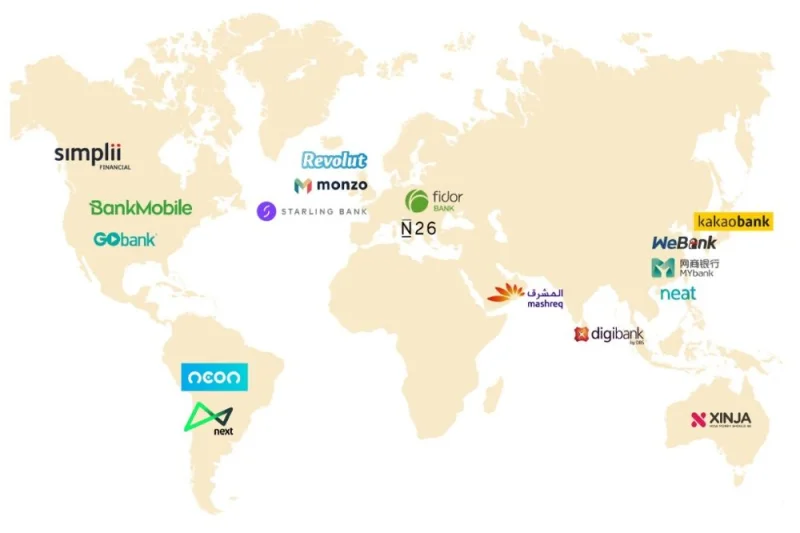 simplii
FINANCIAL
BankMobile
GObank
Revolut
monzo
STARLING BANK
fidor
BANK
N26
neon
next
المشرق
mashreq
digibank
by DBS
kakaobank
WeBank
网商银行
MYbank
neat
XINJA